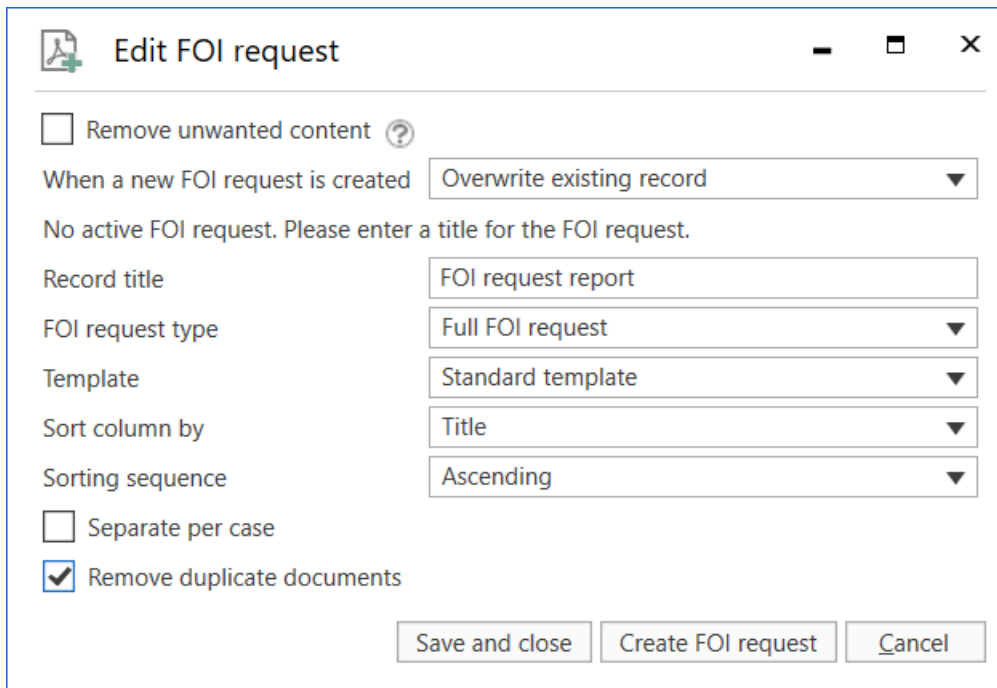 Edit FOI request
Remove unwanted content ?
When a new FOI request is created Overwrite existing record
No active FOI request. Please enter a title for the FOI request.
Record title FOI request report
FOI request type Full FOI request
Template Standard template
Sort column by Title
Sorting sequence Ascending
Separate per case
Remove duplicate documents
Save and close Create FOI request Cancel